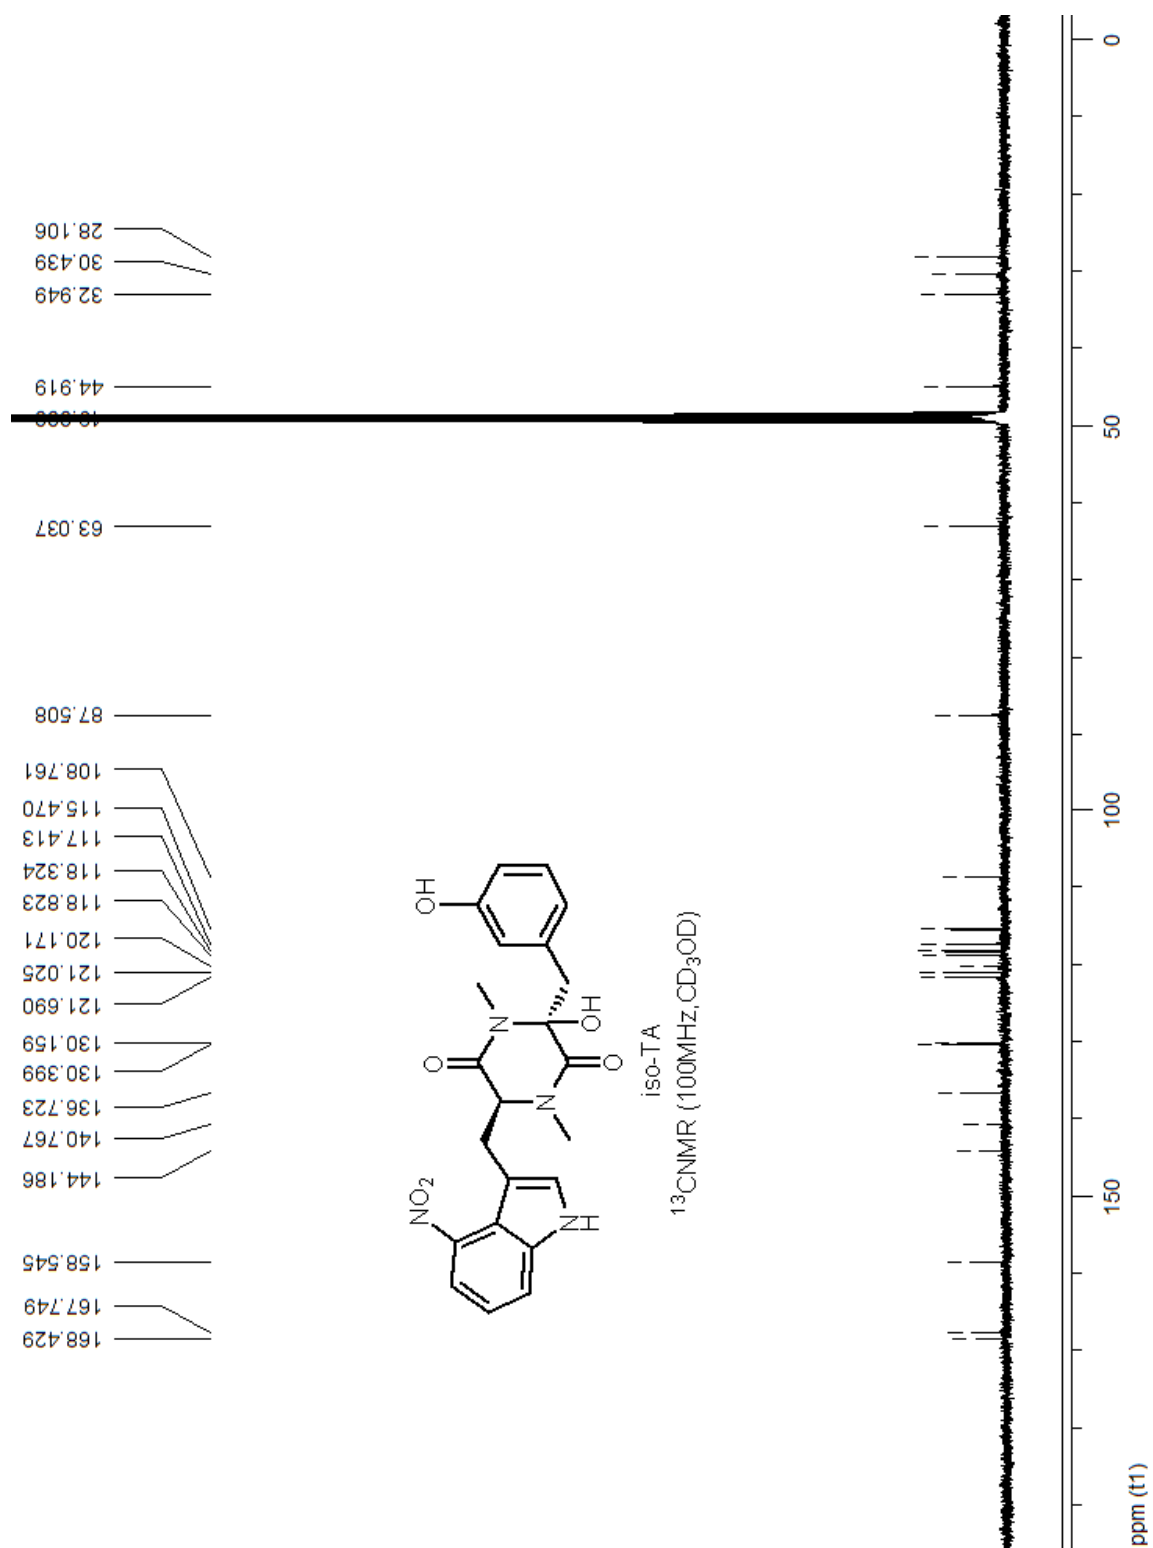 28.106
30.439
32.949
44.919
63.037
87.508
108.761
115.470
117.413
118.324
118.823
120.171
121.025
121.690
130.159
130.399
136.723
140.767
144.186
158.545
167.749
168.429
NO2
NH
O
N
N
O
OH
OH
iso-TA
¹³CNMR (100MHz,CD₃OD)
0
50
100
150
ppm (t1)